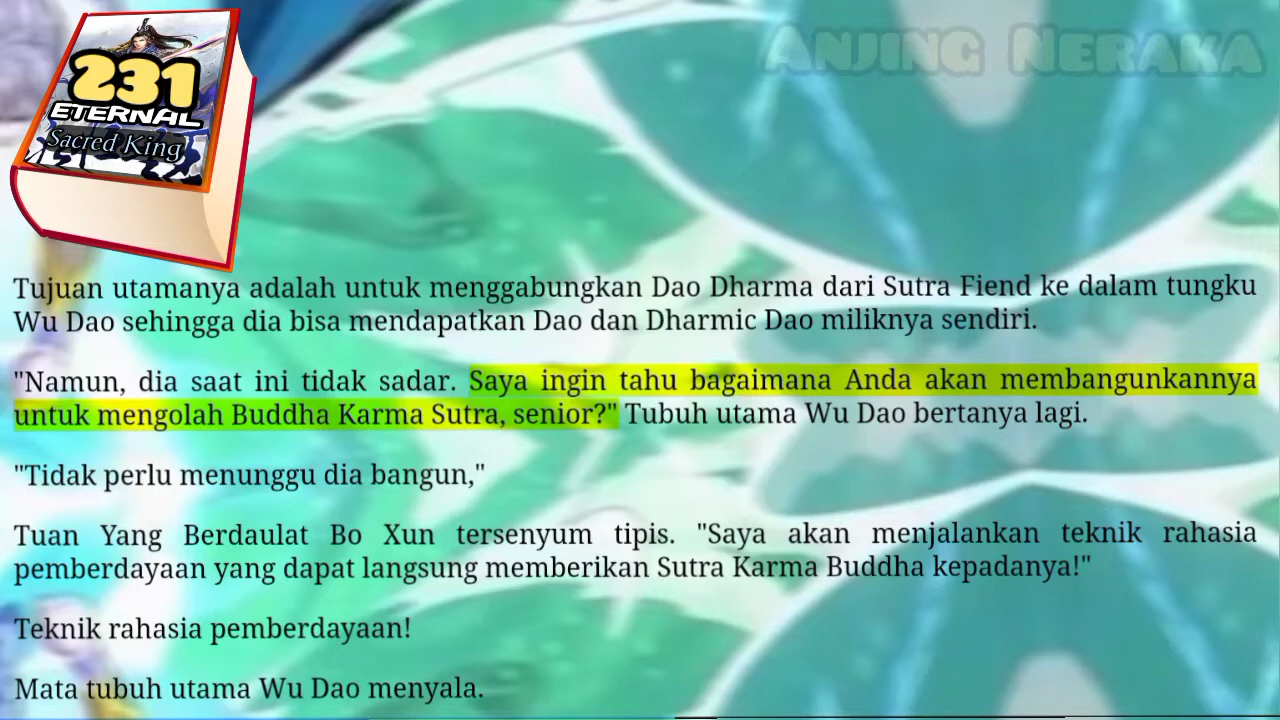 ANJING NERAKA
231
ETERNAL
Sacred King
Tujuan utamanya adalah untuk menggabungkan Dao Dharma dari Sutra Fiend ke dalam tungku
Wu Dao sehingga dia bisa mendapatkan Dao dan Dharmic Dao miliknya sendiri.
"Namun, dia saat ini tidak sadar. Saya ingin tahu bagaimana Anda akan membangunkannya
untuk mengolah Buddha Karma Sutra, senior?" Tubuh utama Wu Dao bertanya lagi.
"Tidak perlu menunggu dia bangun,"
Tuan Yang Berdaulat Bo Xun tersenyum tipis. "Saya akan menjalankan teknik rahasia
pemberdayaan yang dapat langsung memberikan Sutra Karma Buddha kepadanya!"
Teknik rahasia pemberdayaan!
Mata tubuh utama Wu Dao menyala.